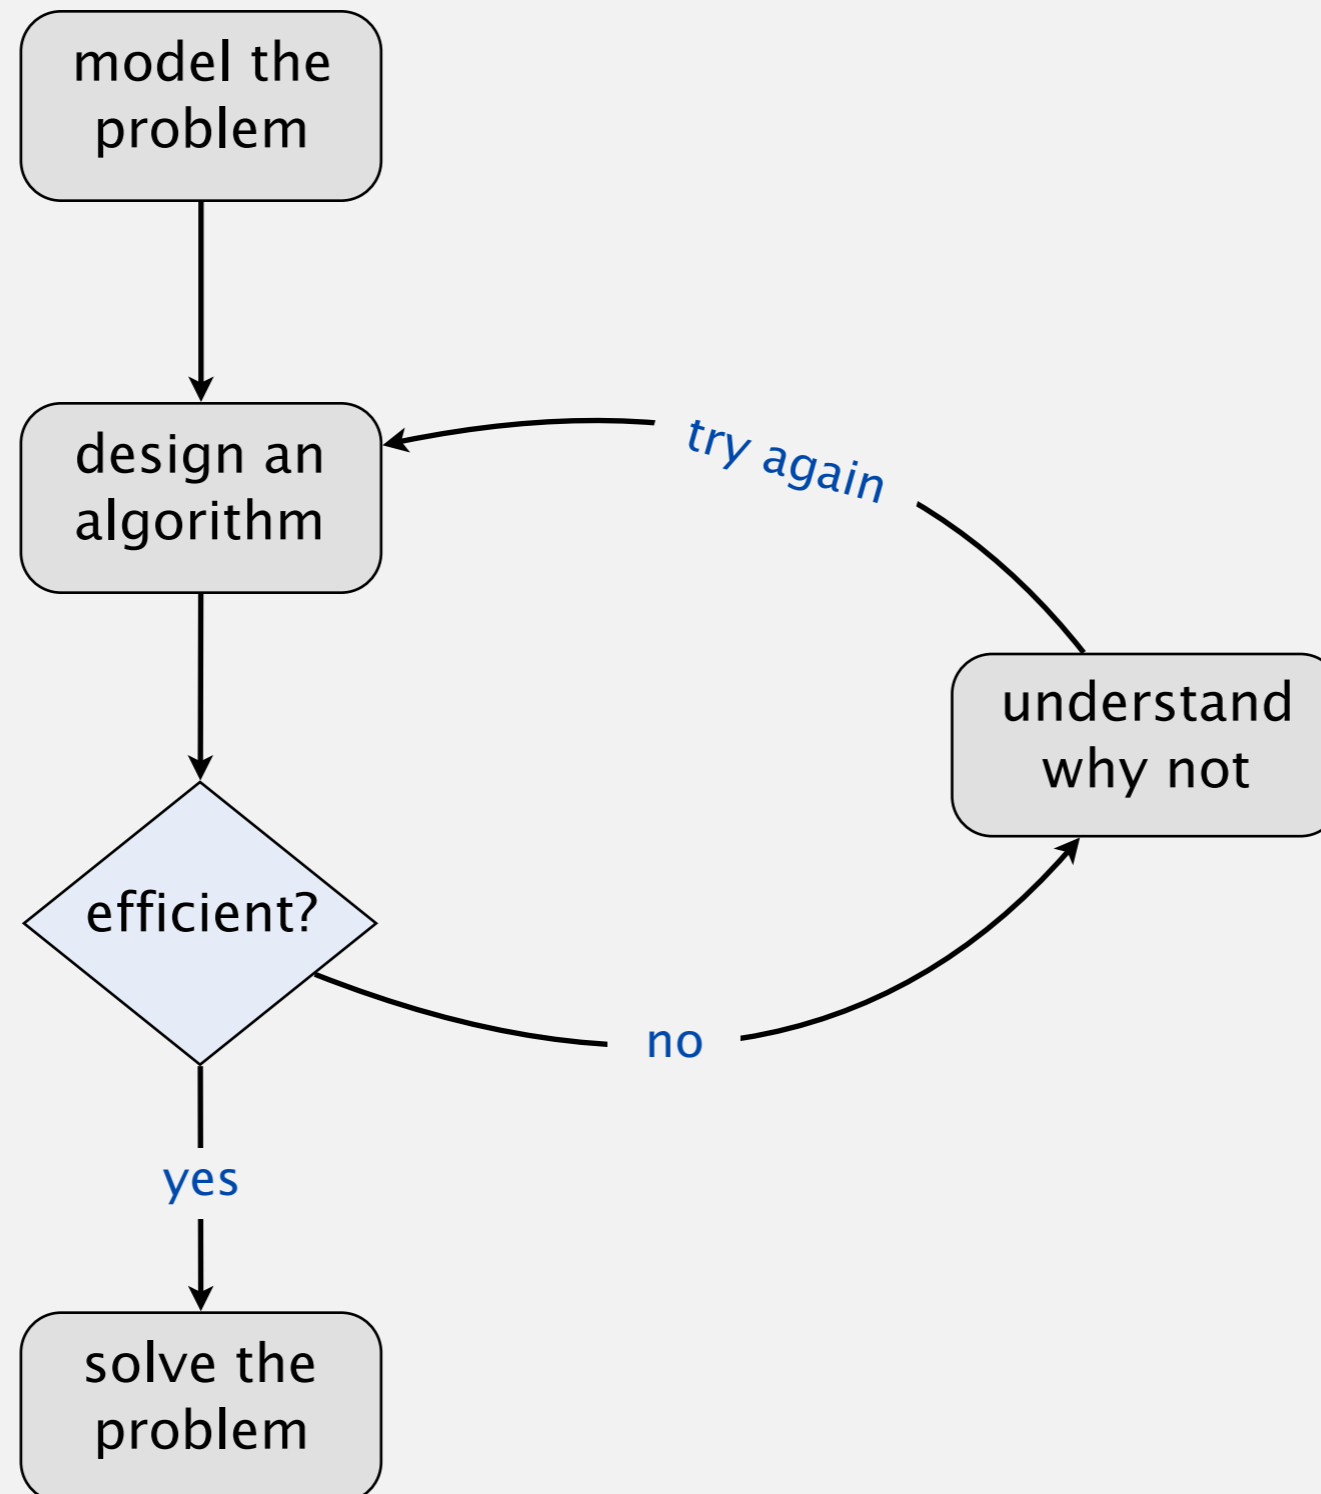 model the
problem
design an
algorithm
try again
understand
why not
efficient?
no
yes
solve the
problem